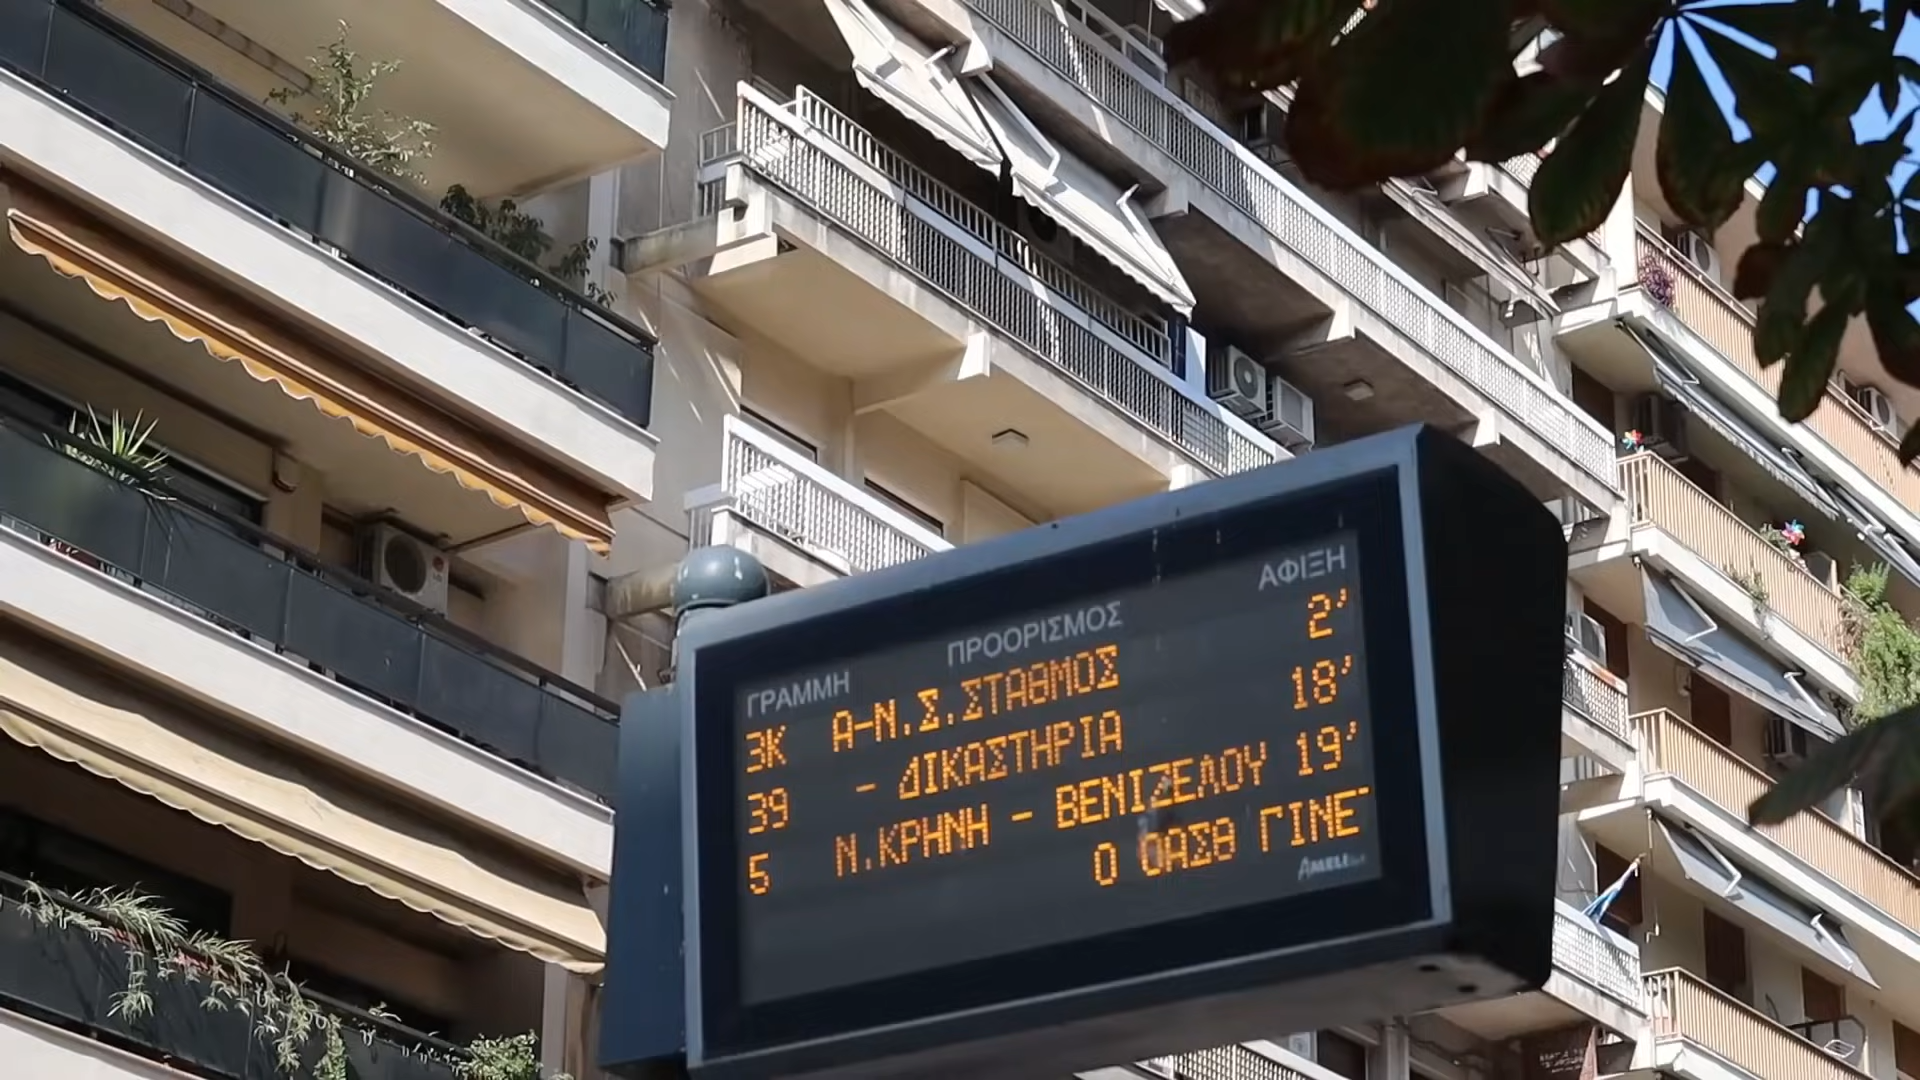 ΓΡΑΜΜΗ ΠΡΟΟΡΙΣΜΟΣ ΑΦΙΞΗ
3Κ Α-Ν.Σ.ΣΤΑΘΜΟΣ 2'
39 - ΔΙΚΑΣΤΗΡΙΑ 18'
5 Ν.ΚΡΗΝΗ - ΒΕΝΙΖΕΛΟΥ 19'
Ο ΟΑΣΘ ΓΙΝΕ